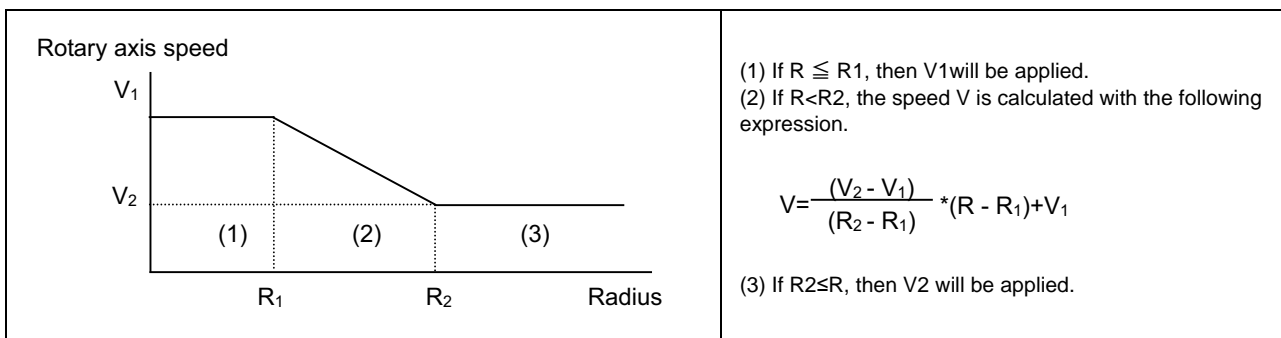 Rotary axis speed
V₁
V₂
(1) (2) (3)
R₁ R₂ Radius
(1) If R ≦ R1, then V1will be applied.
(2) If R<R2, the speed V is calculated with the following
expression.
V=(V₂ - V₁)/(R₂ - R₁) *(R - R₁)+V₁
(3) If R2≤R, then V2 will be applied.